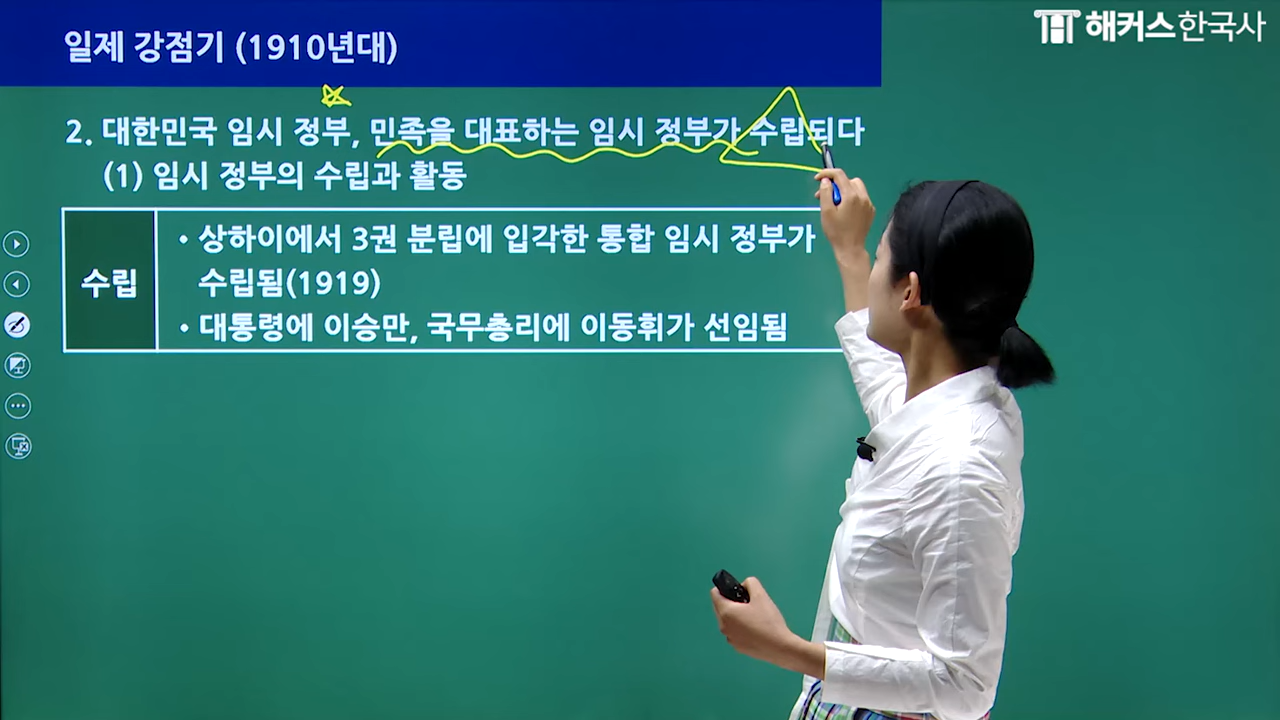 일제 강점기 (1910년대)
해커스한국사
2. 대한민국 임시 정부, 민족을 대표하는 임시 정부가 수립되다
(1) 임시 정부의 수립과 활동
수립
• 상하이에서 3권 분립에 입각한 통합 임시 정부가
수립됨(1919)
• 대통령에 이승만, 국무총리에 이동휘가 선임됨